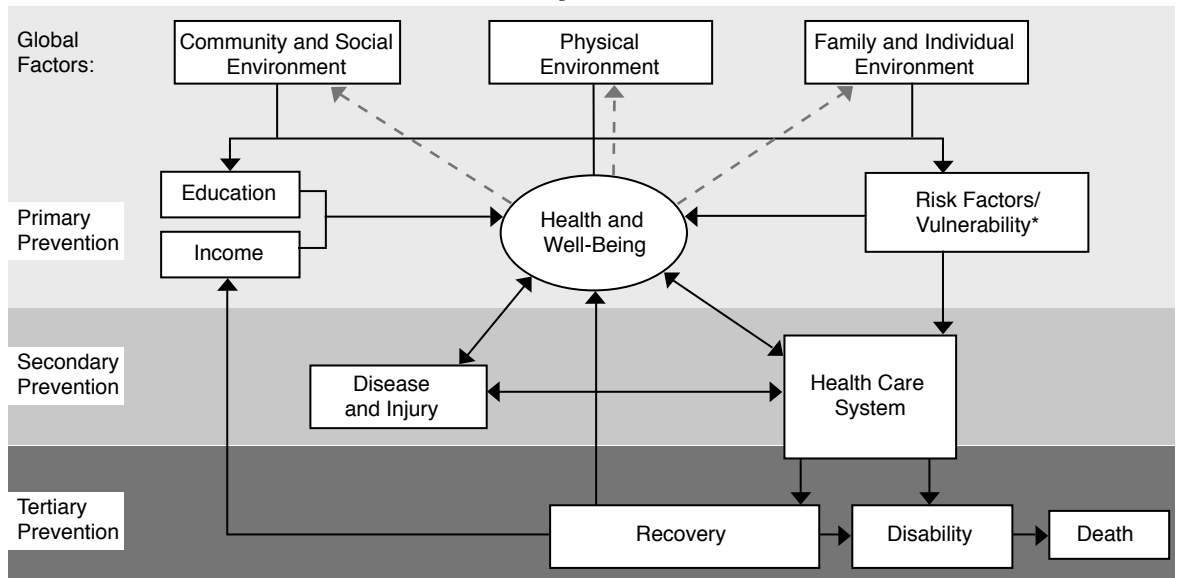 Global
Factors:
Community and Social
Environment
Physical
Environment
Family and Individual
Environment
Primary
Prevention
Education
Income
Health and
Well-Being
Risk Factors/
Vulnerability*
Secondary
Prevention
Disease
and Injury
Health Care
System
Tertiary
Prevention
Recovery
Disability
Death